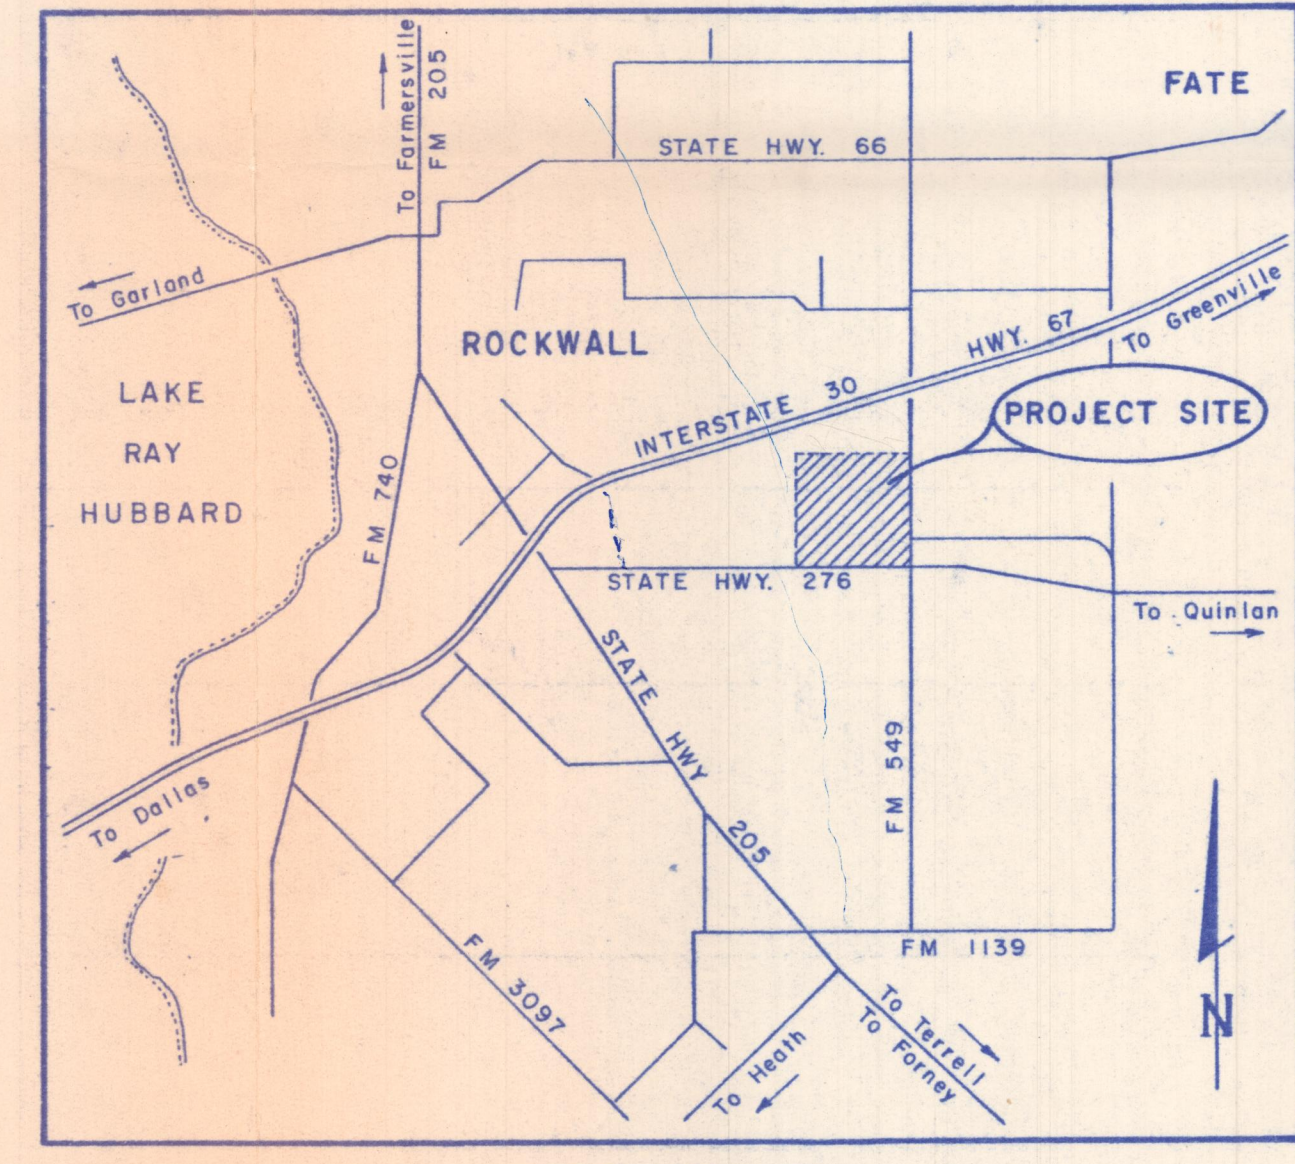 To Farmersville
FM 205
FATE
STATE HWY. 66
To Garland
ROCKWALL
HWY. 67
To Greenville
LAKE
RAY
HUBBARD
INTERSTATE 30
PROJECT SITE
FM 740
STATE HWY. 276
To Quinlan
STATE HWY 205
FM 549
To Dallas
FM 1139
FM 3097
To Terrell
To Forney
To Heath
N